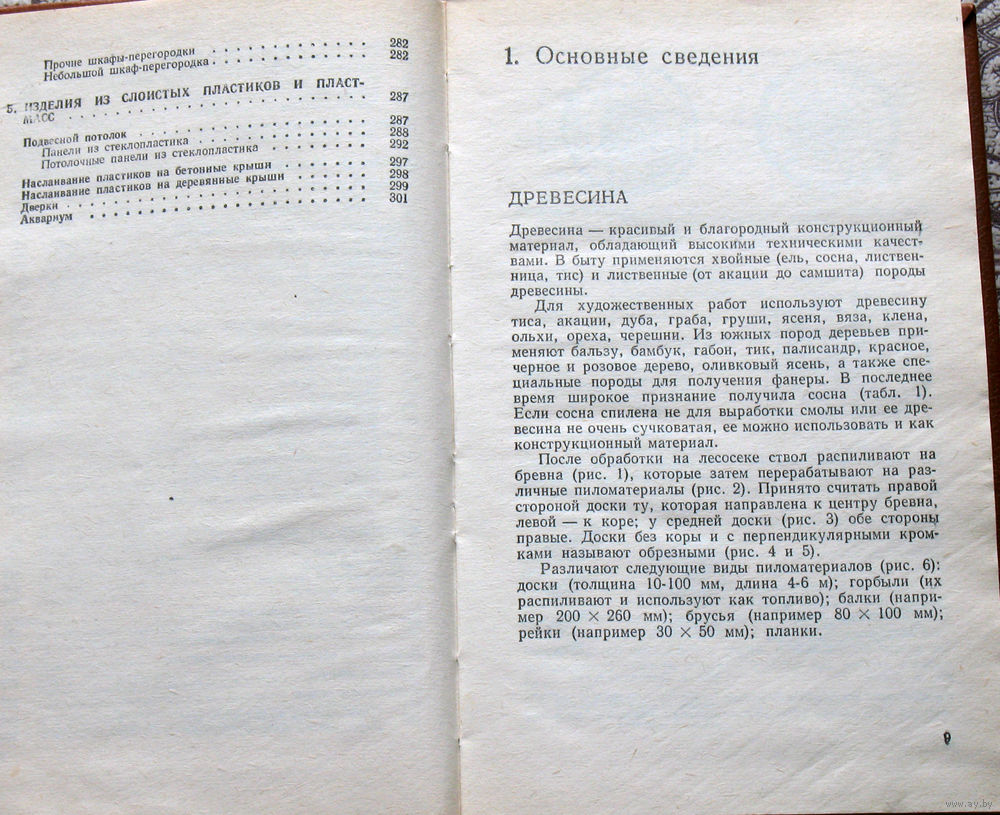 Прочие шкафы-перегородки . . . . . . . . . . . . 282
Небольшой шкаф-перегородка . . . . . . . . . . . 282
5. ИЗДЕЛИЯ ИЗ СЛОИСТЫХ ПЛАСТИКОВ И ПЛАСТ-
МАСС . . . . . . . . . . . . . . . . . . . . 287
Подвесной потолок . . . . . . . . . . . . . . . 287
Панели из стеклопластика . . . . . . . . . . . . 288
Потолочные панели из стеклопластика . . . . . . . 292
Наслаивание пластиков на бетонные крыши . . . . . . 297
Наслаивание пластиков на деревянные крыши . . . . . 298
Дверки . . . . . . . . . . . . . . . . . . . 299
Аквариум . . . . . . . . . . . . . . . . . . 301
1. Основные сведения
ДРЕВЕСИНА
Древесина — красивый и благородный конструкционный
материал, обладающий высокими техническими качест-
вами. В быту применяются хвойные (ель, сосна, листвен-
ница, тис) и лиственные (от акации до самшита) породы
древесины.
Для художественных работ используют древесину
тиса, акации, дуба, граба, груши, ясеня, вяза, клена,
ольхи, ореха, черешни. Из южных пород деревьев при-
меняют бальзу, бамбук, габон, тик, палисандр, красное,
черное и розовое дерево, оливковый ясень, а также спе-
циальные породы для получения фанеры. В последнее
время широкое признание получила сосна (табл. 1).
Если сосна спилена не для выработки смолы или ее дре-
весина не очень сучковатая, ее можно использовать и как
конструкционный материал.
После обработки на лесосеке ствол распиливают на
бревна (рис. 1), которые затем перерабатывают на раз-
личные пиломатериалы (рис. 2). Принято считать правой
стороной доски ту, которая направлена к центру бревна,
левой — к коре; у средней доски (рис. 3) обе стороны
правые. Доски без коры и с перпендикулярными кром-
ками называют обрезными (рис. 4 и 5).
Различают следующие виды пиломатериалов (рис. 6):
доски (толщина 10-100 мм, длина 4-6 м); горбыли (их
распиливают и используют как топливо); балки (напри-
мер 200 × 260 мм); брусья (например 80 × 100 мм);
рейки (например 30 × 50 мм); планки.
9
www.ay.by